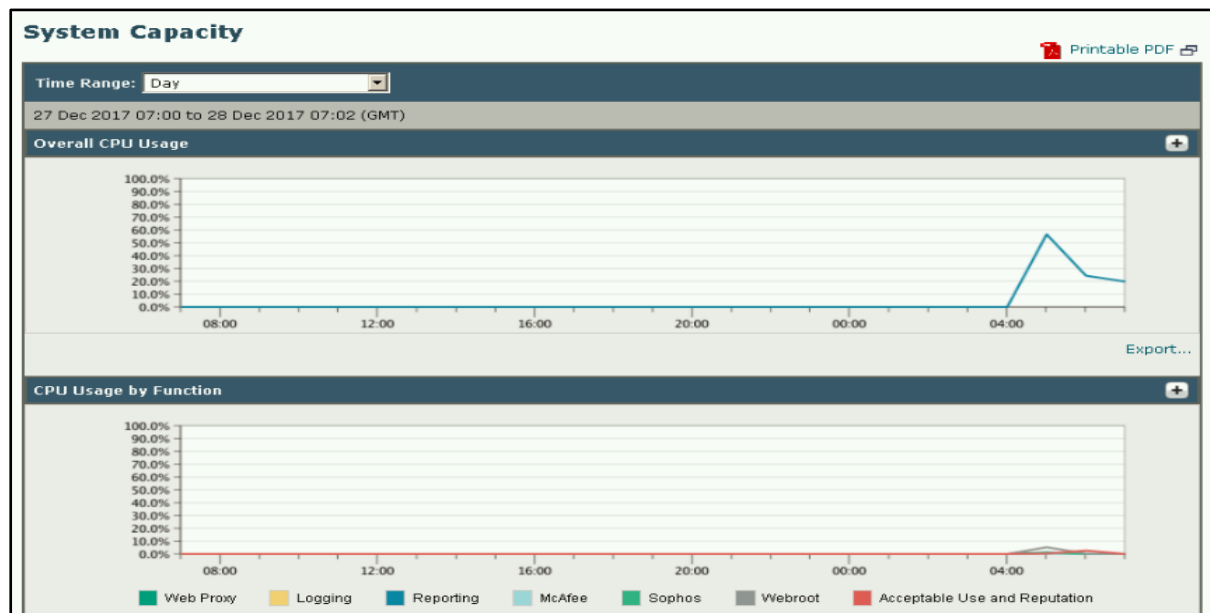 System Capacity
Printable PDF
Time Range: Day
27 Dec 2017 07:00 to 28 Dec 2017 07:02 (GMT)
Overall CPU Usage
100.0%
90.0%
80.0%
70.0%
60.0%
50.0%
40.0%
30.0%
20.0%
10.0%
0.0%
08:00 12:00 16:00 20:00 00:00 04:00
Export...
CPU Usage by Function
100.0%
90.0%
80.0%
70.0%
60.0%
50.0%
40.0%
30.0%
20.0%
10.0%
0.0%
08:00 12:00 16:00 20:00 00:00 04:00
Web Proxy Logging Reporting McAfee Sophos Webroot Acceptable Use and Reputation